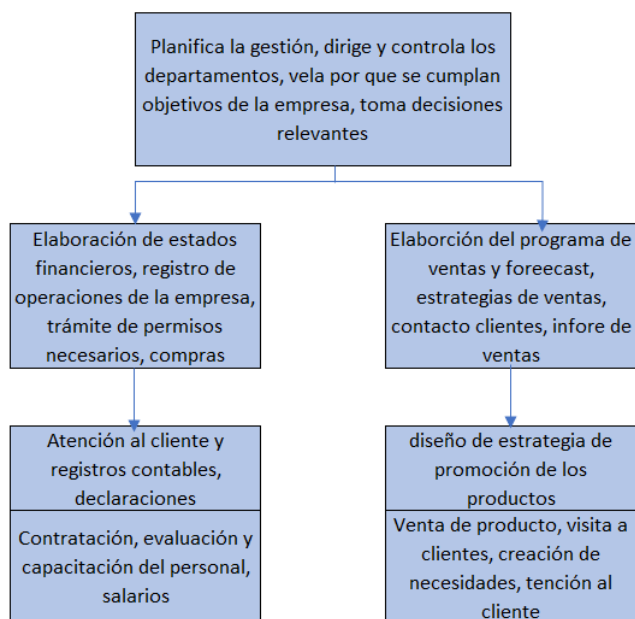 Planifica la gestión, dirige y controla los
departamentos, vela por que se cumplan
objetivos de la empresa, toma decisiones
relevantes
Elaboración de estados
financieros, registro de
operaciones de la empresa,
trámite de permisos
necesarios, compras
Elaborción del programa de
ventas y foreecast,
estrategias de ventas,
contacto clientes, infore de
ventas
Atención al cliente y
registros contables,
declaraciones
Contratación, evaluación y
capacitación del personal,
salarios
diseño de estrategia de
promoción de los
productos
Venta de producto, visita a
clientes, creación de
necesidades, tención al
cliente